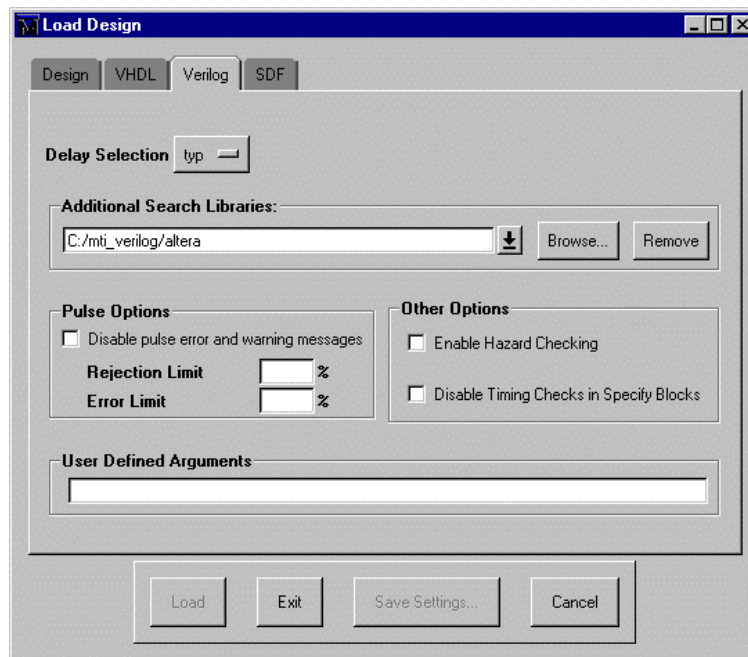 Load Design
Design VHDL Verilog SDF
Delay Selection typ
Additional Search Libraries:
C:/mti_verilog/altera Browse... Remove
Pulse Options
Disable pulse error and warning messages
Rejection Limit %
Error Limit %
Other Options
Enable Hazard Checking
Disable Timing Checks in Specify Blocks
User Defined Arguments
Load Exit Save Settings... Cancel